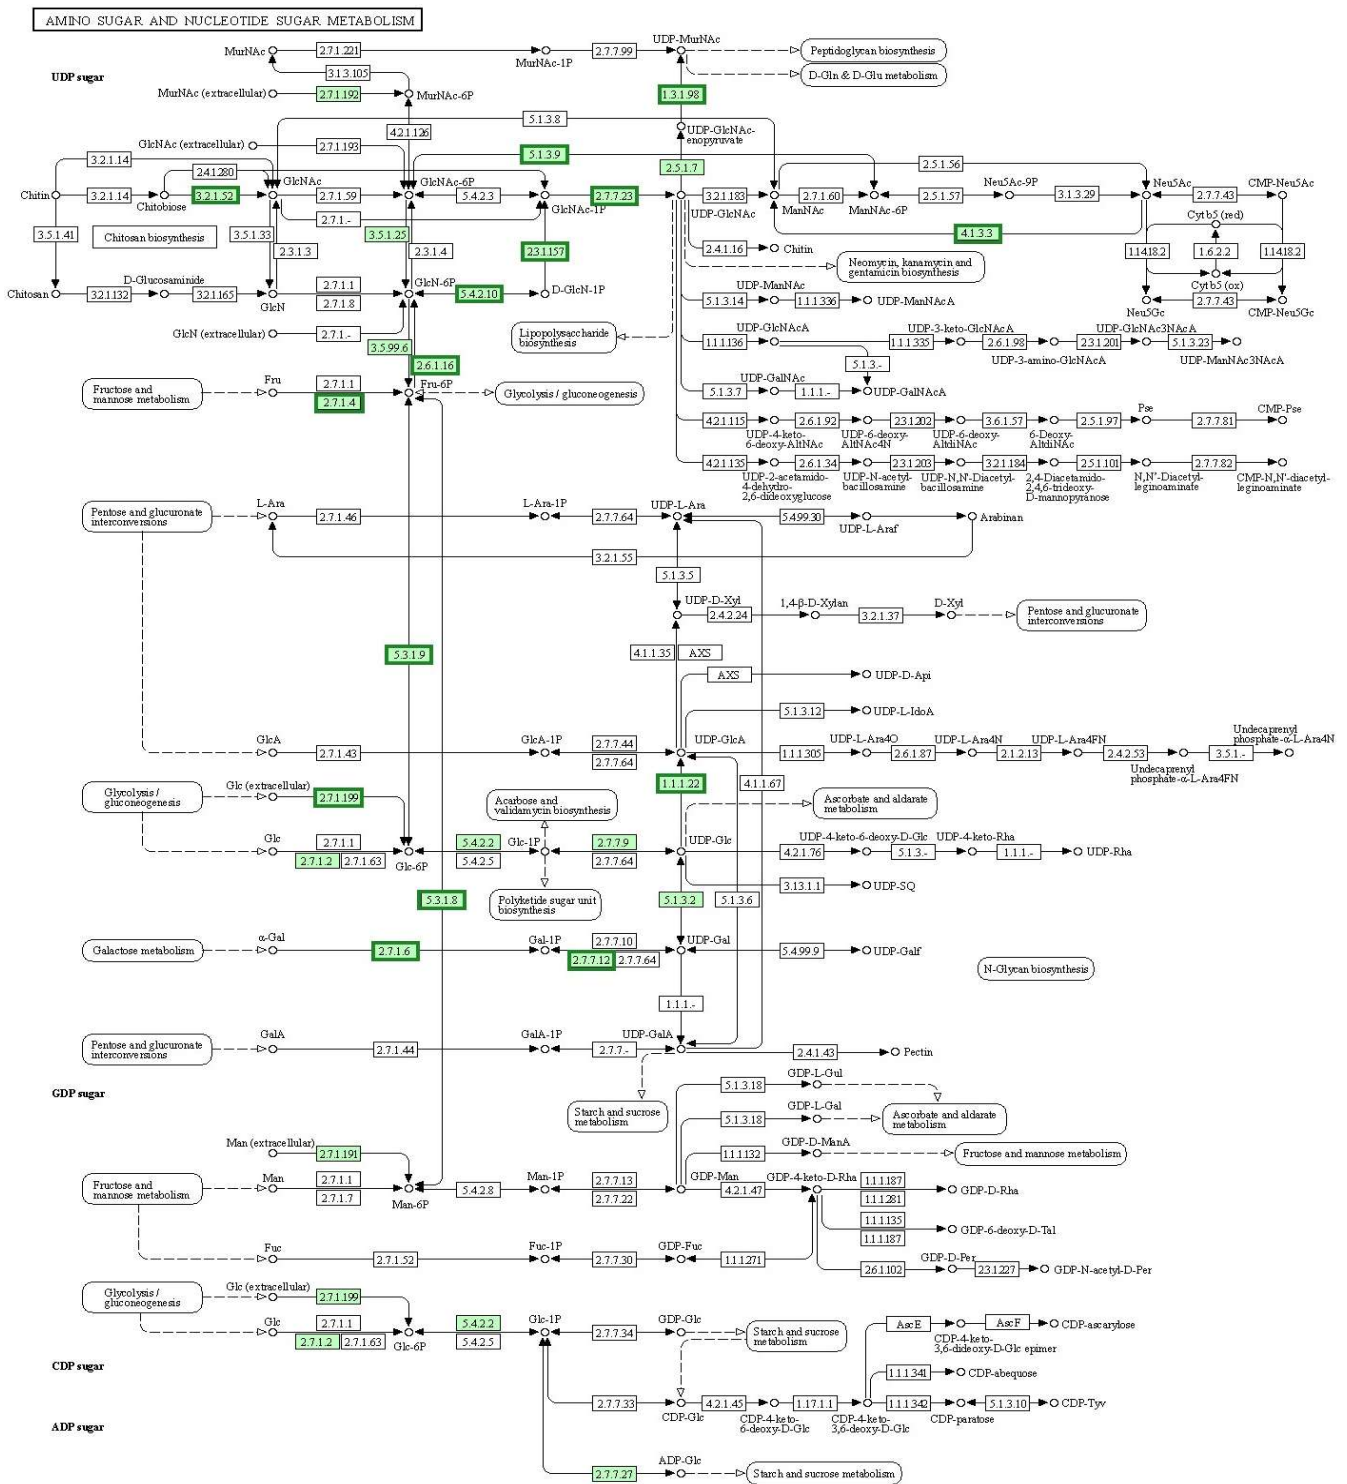 AMINO SUGAR AND NUCLEOTIDE SUGAR METABOLISM
UDP sugar
MurNAc
2.7.1.221
MurNAc-1P
2.7.7.99
UDP-MurNAc
Peptidoglycan biosynthesis
3.1.3.105
D-Gln & D-Glu metabolism
MurNAc (extracellular)
2.7.1.192
MurNAc-6P
1.3.1.98
5.1.3.8
4.2.1.126
UDP-GlcNAc-
enopyruvate
GlcNAc (extracellular)
2.7.1.193
5.1.3.9
2.5.1.7
2.5.1.56
3.2.1.14
2.4.1.280
Chitin
3.2.1.14
Chitobiose
3.2.1.52
GlcNAc
2.7.1.59
GlcNAc-6P
5.4.2.3
GlcNAc-1P
2.7.7.23
UDP-GlcNAc
3.2.1.183
ManNAc
2.7.1.60
ManNAc-6P
2.5.1.57
Neu5Ac-9P
3.1.3.29
Neu5Ac
2.7.7.43
CMP-Neu5Ac
2.7.1.-
3.5.1.41
Chitosan biosynthesis
3.5.1.33
2.3.1.3
3.5.1.25
2.3.1.4
2.3.1.157
2.4.1.16
Chitin
4.1.3.3
Cyt b5 (red)
1.14.18.2
1.6.2.2
1.14.18.2
Cyt b5 (ox)
Neomycin, kanamycin and
gentamicin biosynthesis
Chitosan
3.2.1.132
D-Glucosaminide
3.2.1.165
GlcN
2.7.1.1
2.7.1.8
GlcN-6P
5.4.2.10
D-GlcN-1P
5.1.3.14
UDP-ManNAc
1.1.1.336
UDP-ManNAcA
Neu5Gc
2.7.7.43
CMP-Neu5Gc
GlcN (extracellular)
2.7.1.-
Lipopolysaccharide
biosynthesis
1.1.1.136
UDP-GlcNAcA
1.1.1.335
UDP-3-keto-GlcNAcA
2.6.1.98
UDP-3-amino-GlcNAcA
2.3.1.201
UDP-GlcNAc3NAcA
5.1.3.23
UDP-ManNAc3NAcA
3.5.99.6
2.6.1.16
5.1.3.-
Fructose and
mannose metabolism
Fru
2.7.1.1
2.7.1.4
Fru-6P
Glycolysis / gluconeogenesis
5.1.3.7
UDP-GalNAc
1.1.1.-
UDP-GalNAcA
4.2.1.115
UDP-4-keto-
6-deoxy-AltNAc
2.6.1.92
UDP-6-deoxy-
AltNAc4N
2.3.1.202
UDP-6-deoxy-
AltdiNAc
3.6.1.57
6-Deoxy-
AltdiNAc
2.5.1.97
Pse
2.7.7.81
CMP-Pse
4.2.1.135
UDP-2-acetamido-
4-dehydro-
2,6-dideoxyglucose
2.6.1.34
UDP-N-acetyl-
bacillosamine
2.3.1.203
UDP-N,N'-Diacetyl-
bacillosamine
3.2.1.184
2,4-Diacetamido-
2,4,6-trideoxy-
D-mannopyranose
2.5.1.101
N,N'-Diacetyl-
leginoaminate
2.7.7.82
CMP-N,N'-diacetyl-
leginoaminate
Pentose and glucuronate
interconversions
L-Ara
2.7.1.46
L-Ara-1P
2.7.7.64
UDP-L-Ara
5.4.99.30
UDP-L-Araf
Arabinan
3.2.1.55
5.1.3.5
UDP-D-Xyl
2.4.2.24
1,4-β-D-Xylan
3.2.1.37
D-Xyl
Pentose and glucuronate
interconversions
5.3.1.9
4.1.1.35
AXS
AXS
UDP-D-Api
5.1.3.12
UDP-L-IdoA
GlcA
2.7.1.43
GlcA-1P
2.7.7.44
2.7.7.64
UDP-GlcA
1.1.1.305
UDP-L-Ara4O
2.6.1.87
UDP-L-Ara4N
2.1.2.13
UDP-L-Ara4FN
2.4.2.53
Undecaprenyl
phosphate-α-L-Ara4FN
3.5.1.-
Undecaprenyl
phosphate-α-L-Ara4N
Glycolysis /
gluconeogenesis
Glc (extracellular)
2.7.1.199
1.1.1.22
4.1.1.67
Acarbose and
validamycin biosynthesis
Ascorbate and aldarate
metabolism
Glc
2.7.1.1
2.7.1.2
2.7.1.63
Glc-6P
5.4.2.2
5.4.2.5
Glc-1P
2.7.7.9
2.7.7.64
UDP-Glc
4.2.1.76
UDP-4-keto-6-deoxy-D-Glc
5.1.3.-
UDP-4-keto-Rha
1.1.1.-
UDP-Rha
3.13.1.1
UDP-SQ
5.3.1.8
Polyketide sugar unit
biosynthesis
5.1.3.2
5.1.3.6
Galactose metabolism
α-Gal
2.7.1.6
Gal-1P
2.7.7.10
2.7.7.12
2.7.7.64
UDP-Gal
5.4.99.9
UDP-Galf
N-Glycan biosynthesis
1.1.1.-
Pentose and glucuronate
interconversions
GalA
2.7.1.44
GalA-1P
2.7.7.-
UDP-GalA
2.4.1.43
Pectin
GDP sugar
Starch and sucrose
metabolism
5.1.3.18
GDP-L-Gul
5.1.3.18
GDP-L-Gal
Ascorbate and aldarate
metabolism
Man (extracellular)
2.7.1.191
1.1.1.132
GDP-D-ManA
Fructose and mannose metabolism
Fructose and
mannose metabolism
Man
2.7.1.1
2.7.1.7
Man-6P
5.4.2.8
Man-1P
2.7.7.13
2.7.7.22
GDP-Man
4.2.1.47
GDP-4-keto-D-Rha
1.1.1.187
1.1.1.281
GDP-D-Rha
1.1.1.135
1.1.1.187
GDP-6-deoxy-D-Tal
Fuc
2.7.1.52
Fuc-1P
2.7.7.30
GDP-Fuc
1.1.1.271
2.6.1.102
GDP-D-Per
2.3.1.227
GDP-N-acetyl-D-Per
Glycolysis /
gluconeogenesis
Glc (extracellular)
2.7.1.199
Glc
2.7.1.1
2.7.1.2
2.7.1.63
Glc-6P
5.4.2.2
5.4.2.5
Glc-1P
2.7.7.34
GDP-Glc
Starch and sucrose
metabolism
AscE
CDP-4-keto-
3,6-dideoxy-D-Glc epimer
AscF
CDP-ascarylose
CDP sugar
1.1.1.341
CDP-abequose
2.7.7.33
CDP-Glc
4.2.1.45
CDP-4-keto-
6-deoxy-D-Glc
1.17.1.1
CDP-4-keto-
3,6-deoxy-D-Glc
1.1.1.342
CDP-paratose
5.1.3.10
CDP-Tyv
ADP sugar
2.7.7.27
ADP-Glc
Starch and sucrose metabolism